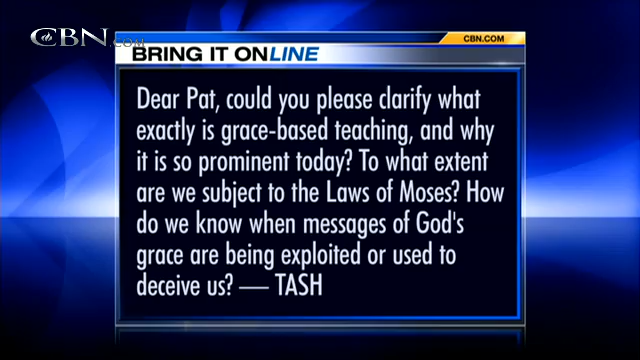 CBN.COM
CBN.COM
BRING IT ONLINE
Dear Pat, could you please clarify what
exactly is grace-based teaching, and why
it is so prominent today? To what extent
are we subject to the Laws of Moses? How
do we know when messages of God's
grace are being exploited or used to
deceive us? — TASH